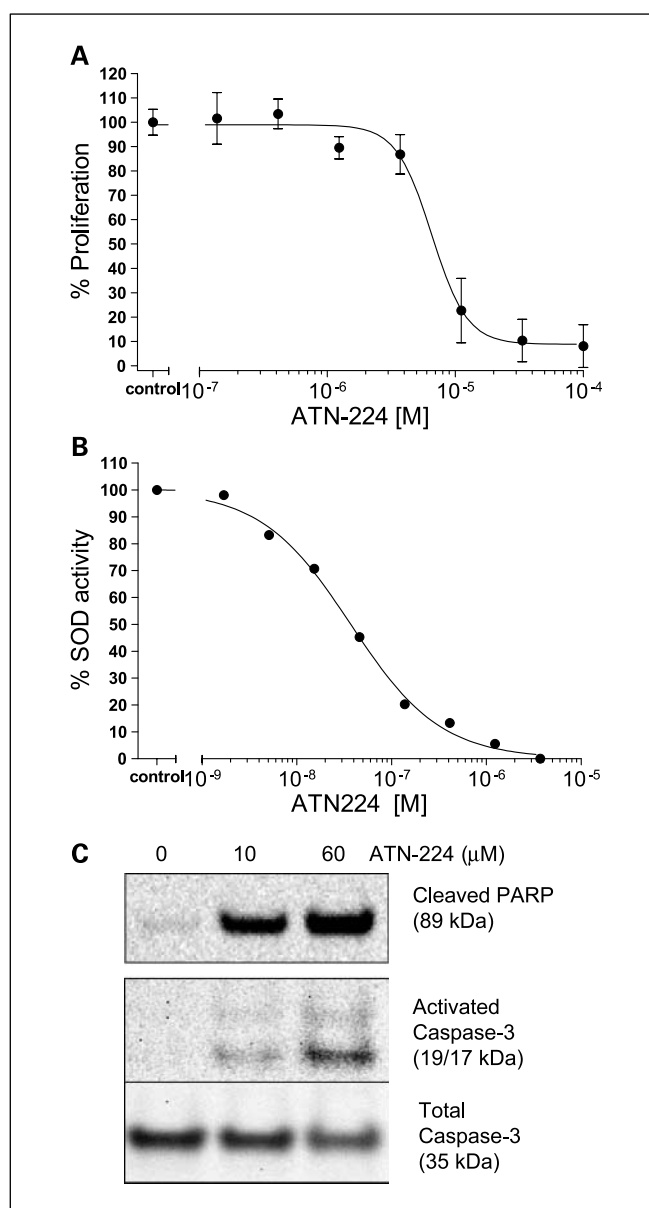 A
120
110
100
90
80
70
60
50
40
30
20
10
0
% Proliferation
control
10-7
10-6
10-5
10-4
ATN-224 [M]
B
110
100
90
80
70
60
50
40
30
20
10
0
% SOD activity
control
10-9
10-8
10-7
10-6
10-5
ATN224 [M]
C
0 10 60 ATN-224 (μM)
Cleaved PARP
(89 kDa)
Activated
Caspase-3
(19/17 kDa)
Total
Caspase-3
(35 kDa)